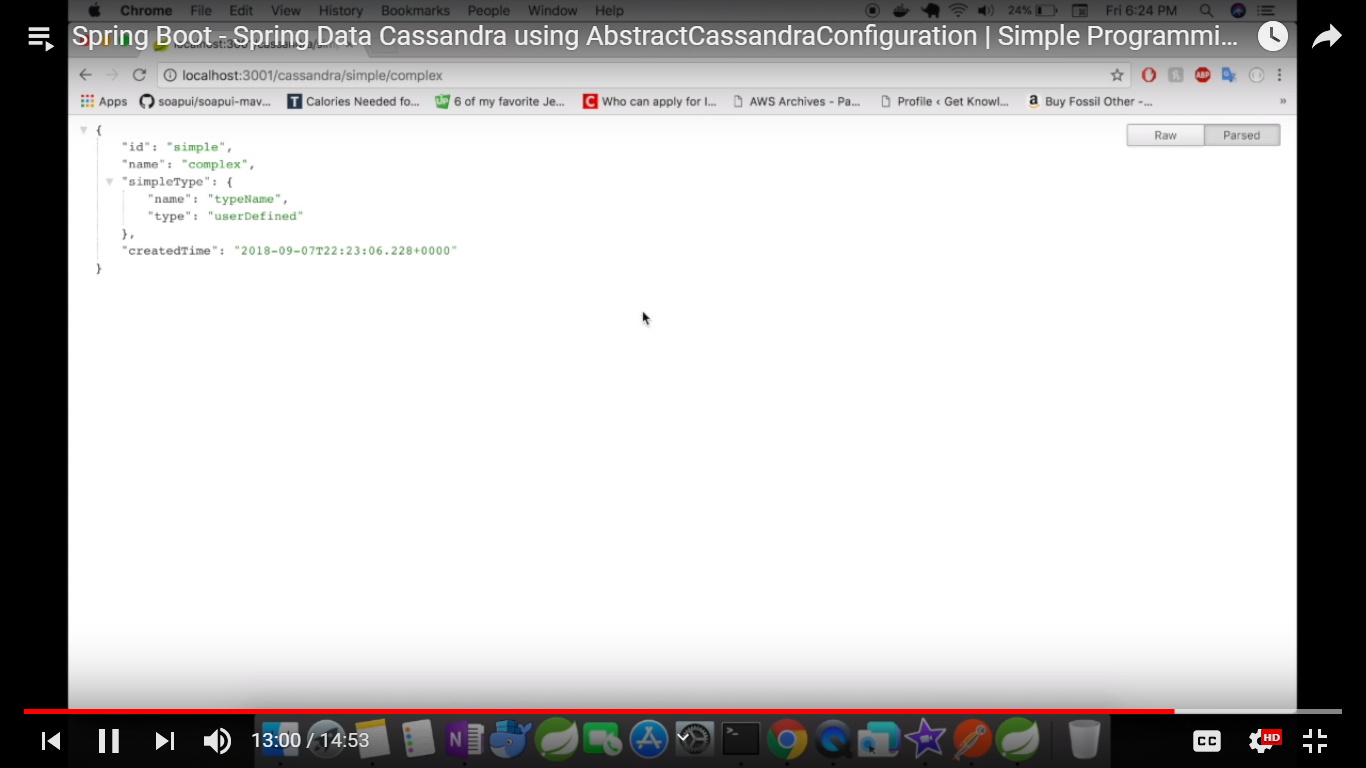 Chrome File Edit View History Bookmarks People Window Help 24% Fri 6:24 PM
Spring Boot - Spring Data Cassandra using AbstractCassandraConfiguration | Simple Programmi...
localhost:3001/cassandra/simple/complex
Apps soapui/soapui-mav... T Calories Needed fo... UP 6 of my favorite Je... C Who can apply for I... AWS Archives - Pa... Profile ‹ Get Knowl... a Buy Fossil Other -... »
ABP
Raw Parsed
{
"id": "simple",
"name": "complex",
"simpleType": {
"name": "typeName",
"type": "userDefined"
},
"createdTime": "2018-09-07T22:23:06.228+0000"
}
13:00 / 14:53
N
>_
CC
HD